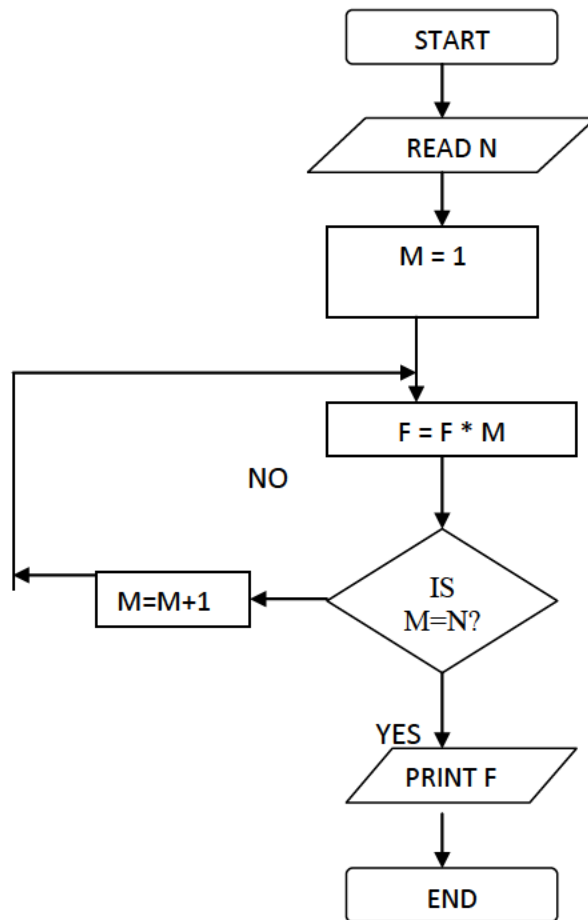 START
READ N
M = 1
F = F * M
NO
IS
M=N?
M=M+1
YES
PRINT F
END